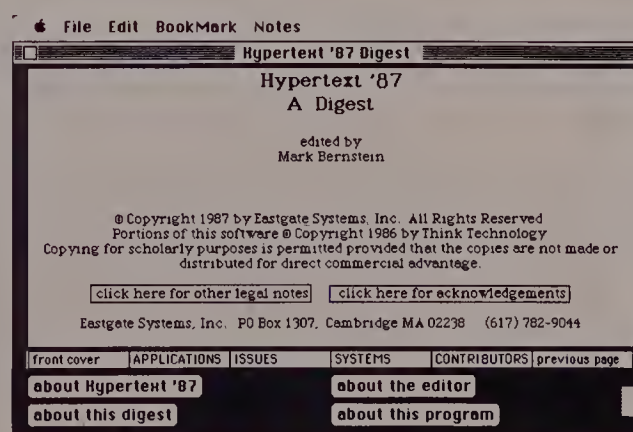 File Edit BookMark Notes
Hypertext '87 Digest
Hypertext '87
A Digest
edited by
Mark Bernstein
© Copyright 1987 by Eastgate Systems, Inc. All Rights Reserved
Portions of this software © Copyright 1986 by Think Technology
Copying for scholarly purposes is permitted provided that the copies are not made or
distributed for direct commercial advantage.
click here for other legal notes click here for acknowledgements
Eastgate Systems, Inc. PO Box 1307, Cambridge MA 02238 (617) 782-9044
front cover APPLICATIONS ISSUES SYSTEMS CONTRIBUTORS previous page
about Hypertext '87 about the editor
about this digest about this program